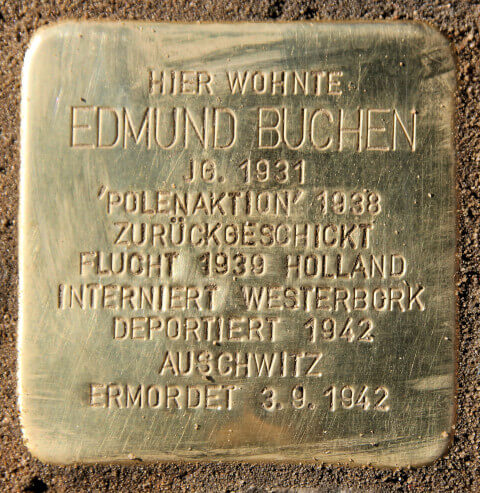 HIER WOHNTE
EDMUND BUCHEN
JG. 1931
'POLENAKTION' 1938
ZURÜCKGESCHICKT
FLUCHT 1939 HOLLAND
INTERNIERT WESTERBORK
DEPORTIERT 1942
AUSCHWITZ
ERMORDET 3.9.1942